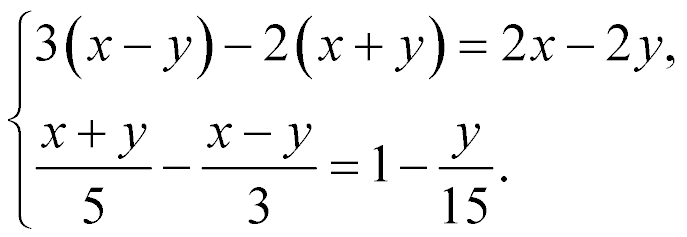 3(x − y) − 2(x + y) = 2x − 2y,
(x + y)/5 − (x − y)/3 = 1 − y/15.